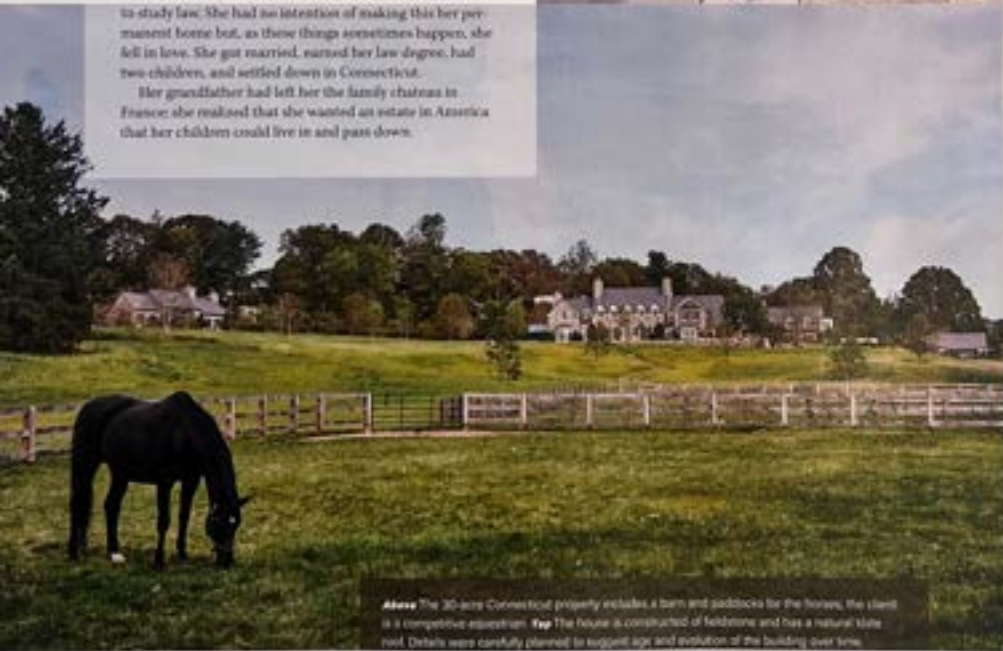 to study law. She had no intention of making this her per-
manent home but, as these things sometimes happen, she
fell in love. She got married, earned her law degree, had
two children, and settled down in Connecticut.
Her grandfather had left her the family chateau in
France; she realized that she wanted an estate in America
that her children could live in and pass down.
Above The 30-acre Connecticut property includes a barn and paddocks for the horses; the client
is a competitive equestrian. Top The house is constructed of fieldstone and has a natural slate
roof. Details were carefully planned to suggest age and evolution of the building over time.